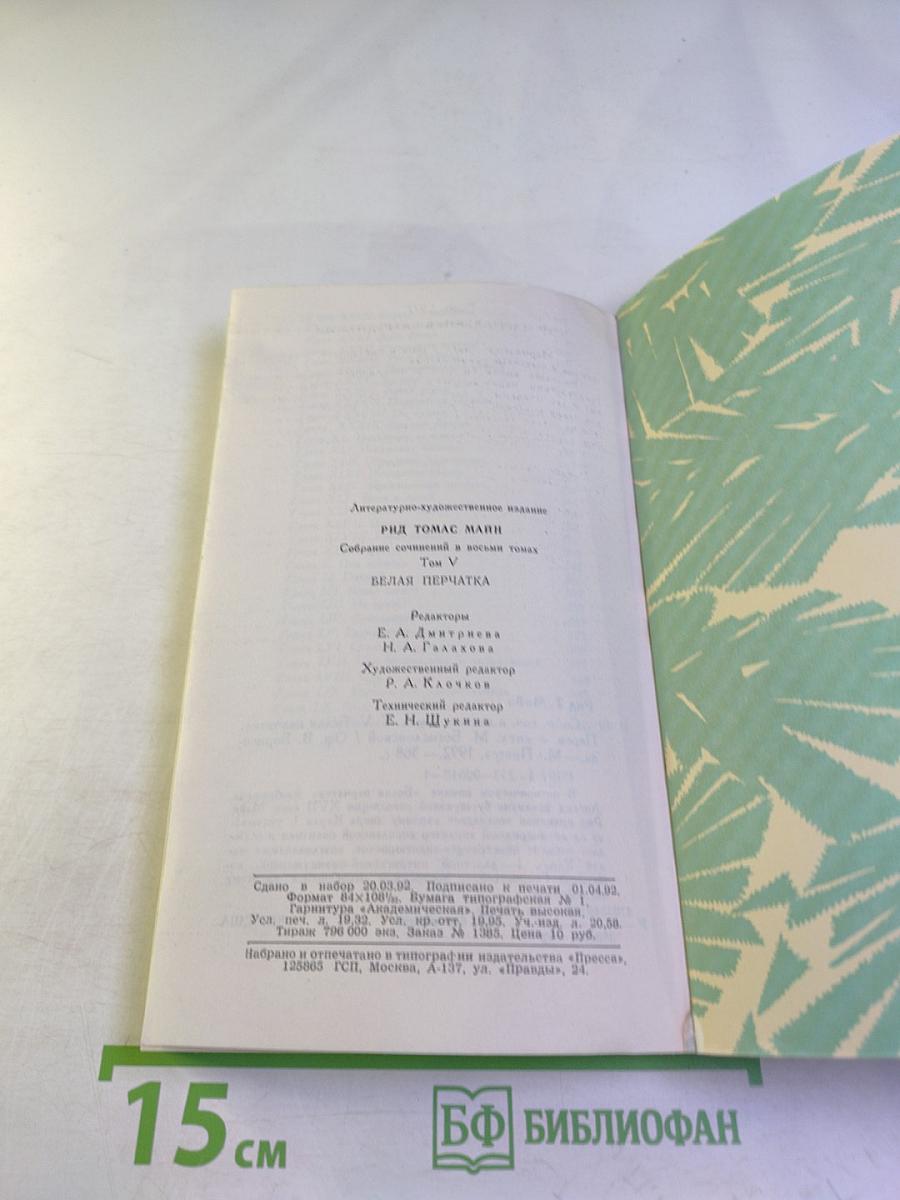 Литературно-художественное издание
РИД ТОМАС МАЙН
Собрание сочинений в восьми томах
Том V
БЕЛАЯ ПЕРЧАТКА
Редакторы
Е. А. Дмитриева
Н. А. Галахова
Художественный редактор
Р. А. Клочков
Технический редактор
Е. Н. Щукина
Сдано в набор 20.03.92. Подписано к печати 01.04.92.
Формат 84×108¹/₃₂. Бумага типографская № 1.
Гарнитура «Академическая». Печать высокая.
Усл. печ. л. 19,32. Усл. кр.-отт. 19,95. Уч.-изд. л. 20,58.
Тираж 796 000 экз. Заказ № 1385. Цена 10 руб.
Набрано и отпечатано в типографии издательства «Пресса»,
125865 ГСП, Москва, А-137, ул. «Правды», 24.
15 см
БФ БИБЛИОФАН